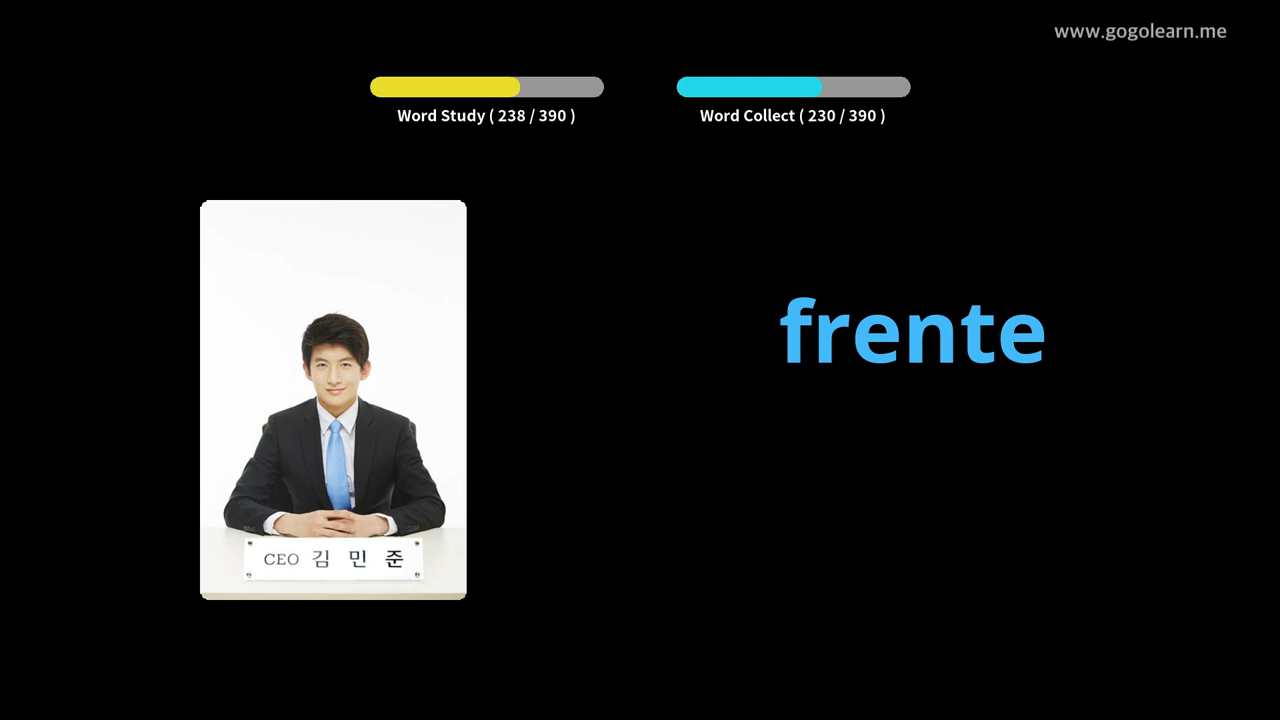 www.gogolearn.me
Word Study ( 238 / 390 )
Word Collect ( 230 / 390 )
frente
CEO 김 민 준